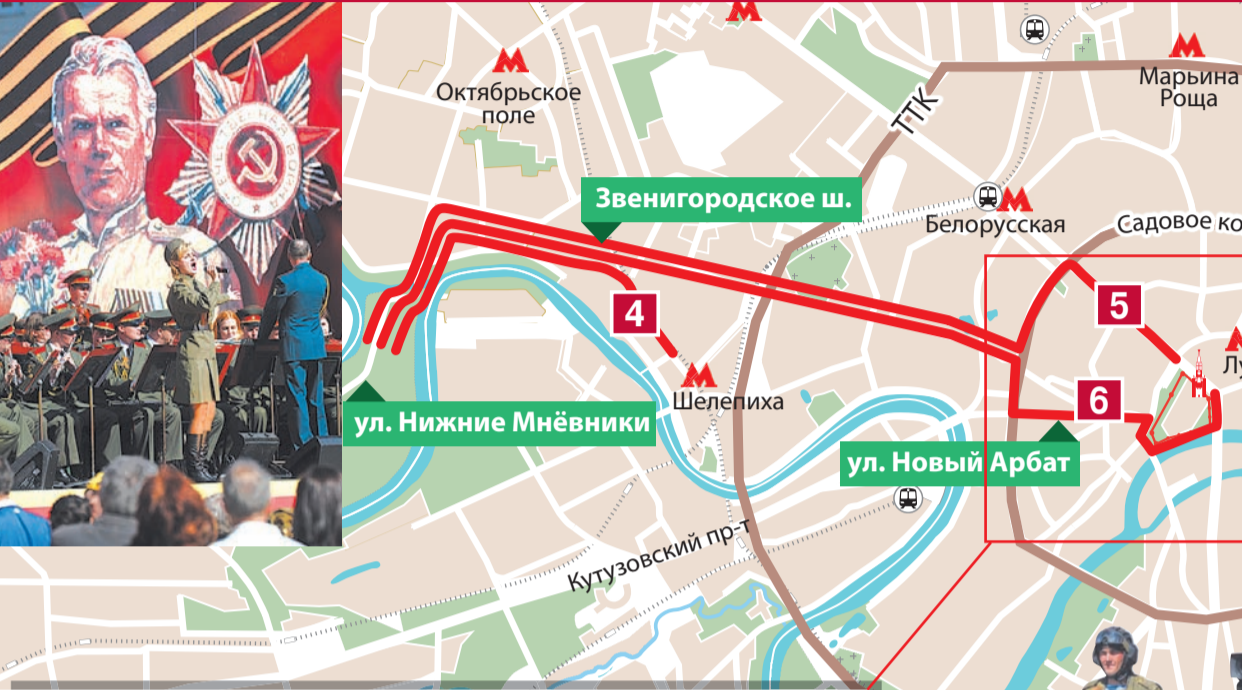 Октябрьское
поле
Марьина
Роща
ТТК
Звенигородское ш.
Белорусская
Садовое ко
4
5
Лу
Шелепиха
6
ул. Нижние Мнёвники
ул. Новый Арбат
Кутузовский пр-т